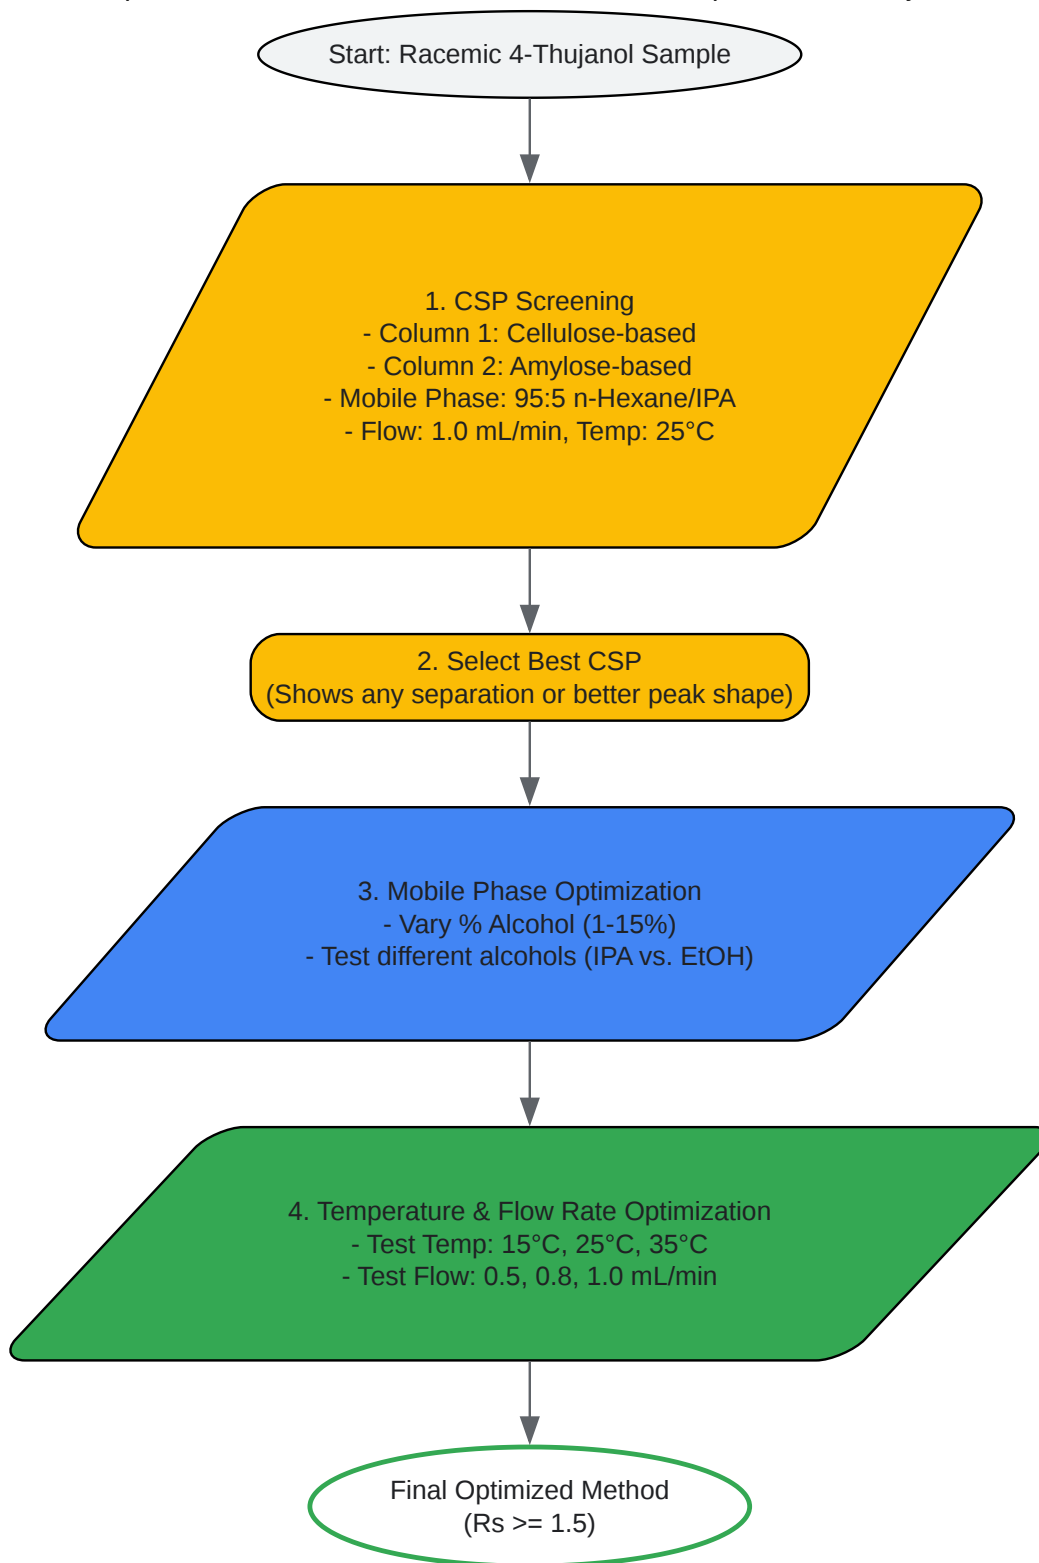 Start: Racemic 4-Thujanol Sample
1. CSP Screening
- Column 1: Cellulose-based
- Column 2: Amylose-based
- Mobile Phase: 95:5 n-Hexane/IPA
- Flow: 1.0 mL/min, Temp: 25°C
2. Select Best CSP
(Shows any separation or better peak shape)
3. Mobile Phase Optimization
- Vary % Alcohol (1-15%)
- Test different alcohols (IPA vs. EtOH)
4. Temperature & Flow Rate Optimization
- Test Temp: 15°C, 25°C, 35°C
- Test Flow: 0.5, 0.8, 1.0 mL/min
Final Optimized Method
(Rs >= 1.5)